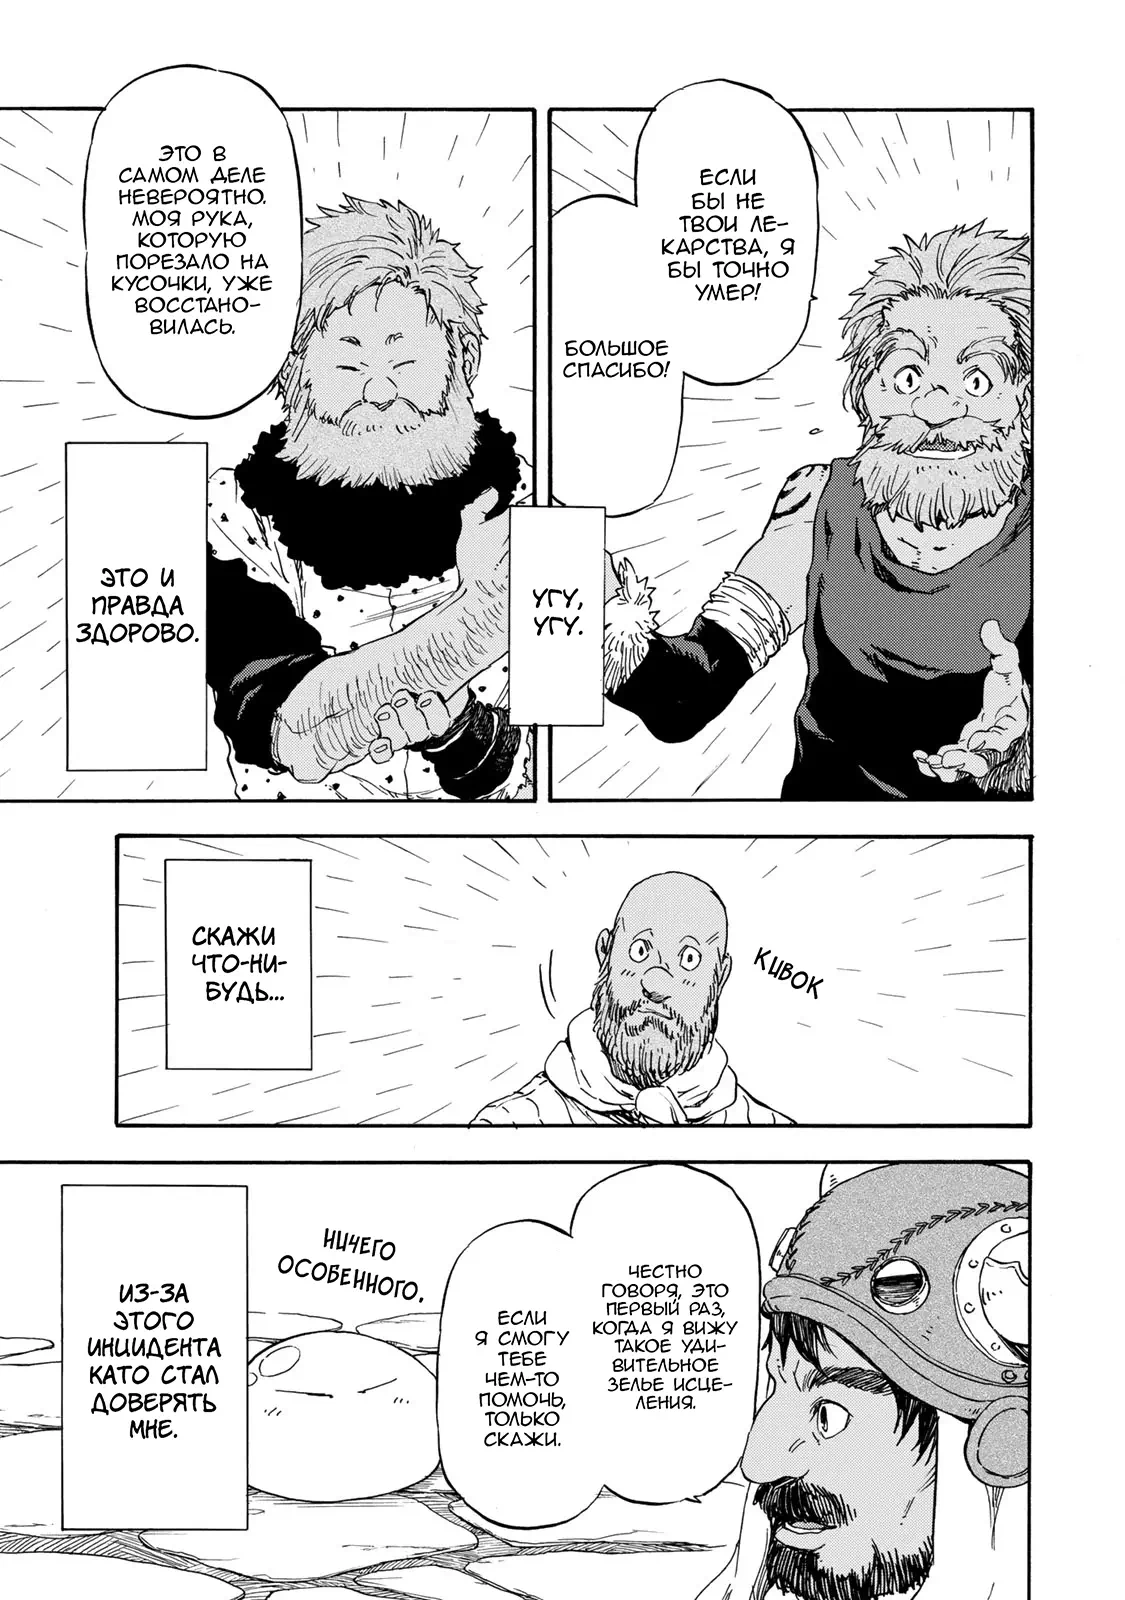 ЕСЛИ
БЫ НЕ
ТВОИ ЛЕ-
КАРСТВА, Я
БЫ ТОЧНО
УМЕР!
БОЛЬШОЕ
СПАСИБО!
УГУ,
УГУ.
ЭТО В
САМОМ ДЕЛЕ
НЕВЕРОЯТНО.
МОЯ РУКА,
КОТОРУЮ
ПОРЕЗАЛО НА
КУСОЧКИ, УЖЕ
ВОССТАНО-
ВИЛАСЬ.
ЭТО И
ПРАВДА
ЗДОРОВО.
КИВОК
СКАЖИ
ЧТО-НИ-
БУДЬ...
ЧЕСТНО
ГОВОРЯ, ЭТО
ПЕРВЫЙ РАЗ,
КОГДА Я ВИЖУ
ТАКОЕ УДИ-
ВИТЕЛЬНОЕ
ЗЕЛЬЕ ИСЦЕ-
ЛЕНИЯ.
ЕСЛИ
Я СМОГУ
ТЕБЕ
ЧЕМ-ТО
ПОМОЧЬ,
ТОЛЬКО
СКАЖИ.
НИЧЕГО
ОСОБЕННОГО.
ИЗ-ЗА
ЭТОГО
ИНЦИДЕНТА
КАТО СТАЛ
ДОВЕРЯТЬ
МНЕ.